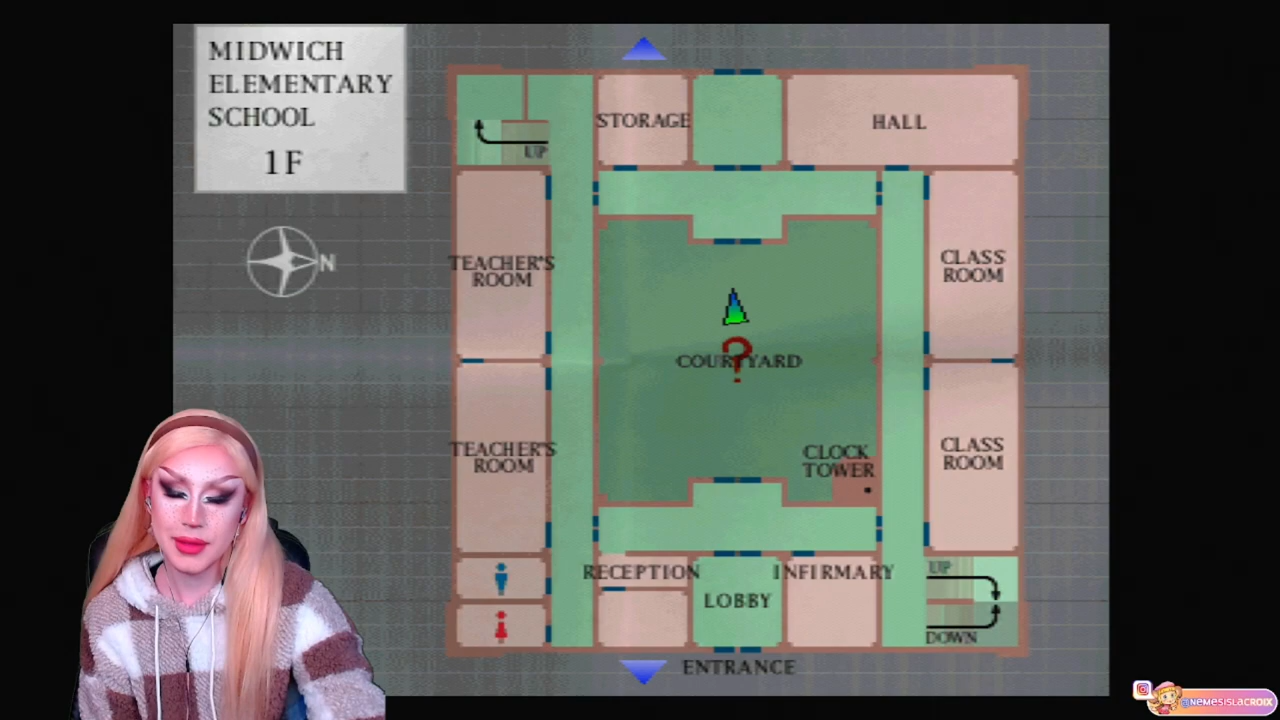 MIDWICH
ELEMENTARY
SCHOOL
1F
N
STORAGE
HALL
UP
TEACHER'S
ROOM
CLASS
ROOM
?
COURTYARD
TEACHER'S
ROOM
CLOCK
TOWER
CLASS
ROOM
RECEPTION
LOBBY
INFIRMARY
UP
DOWN
ENTRANCE
@NEMESISLACROIX